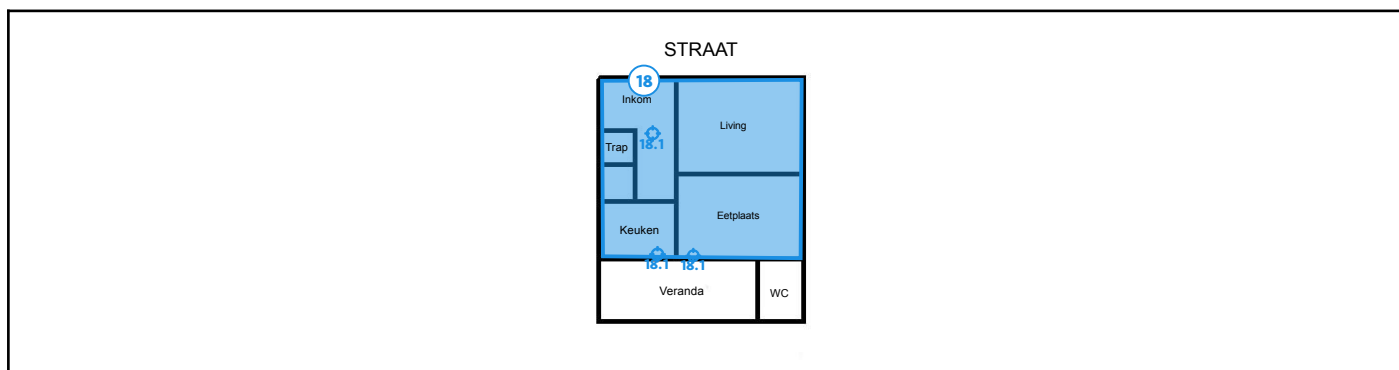 STRAAT
18
Inkom
Living
18.1
Trap
Eetplaats
Keuken
18.1
18.1
Veranda
WC